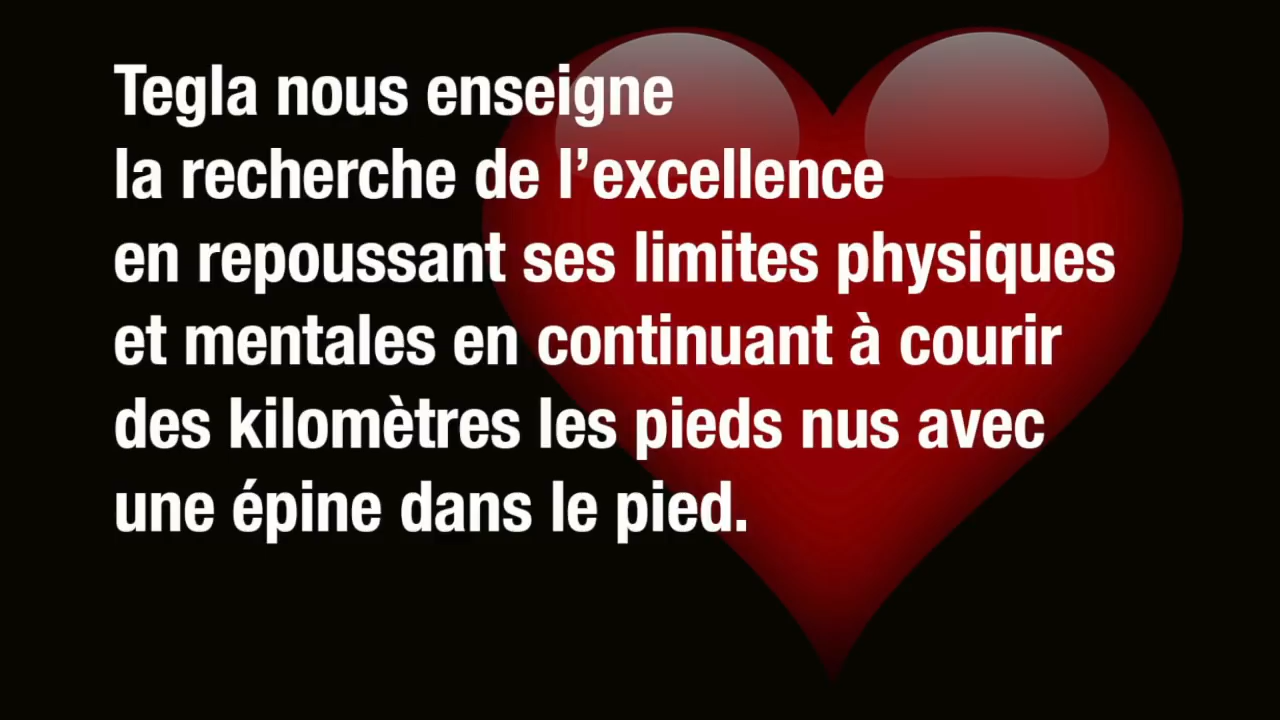 Tegla nous enseigne
la recherche de l’excellence
en repoussant ses limites physiques
et mentales en continuant à courir
des kilomètres les pieds nus avec
une épine dans le pied.